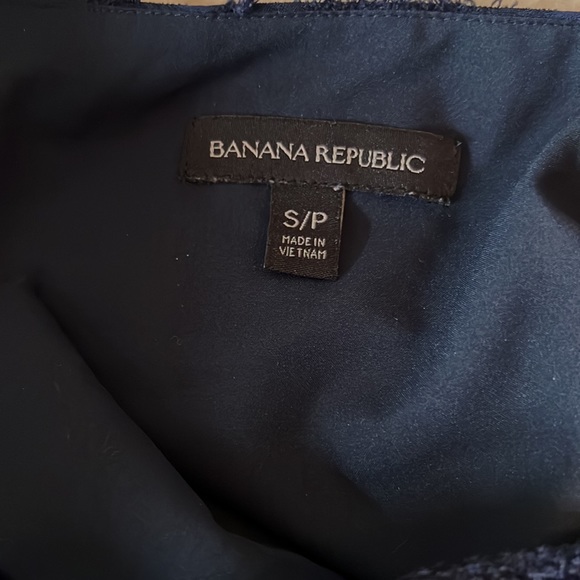 BANANA REPUBLIC
S/P
MADE IN
VIETNAM